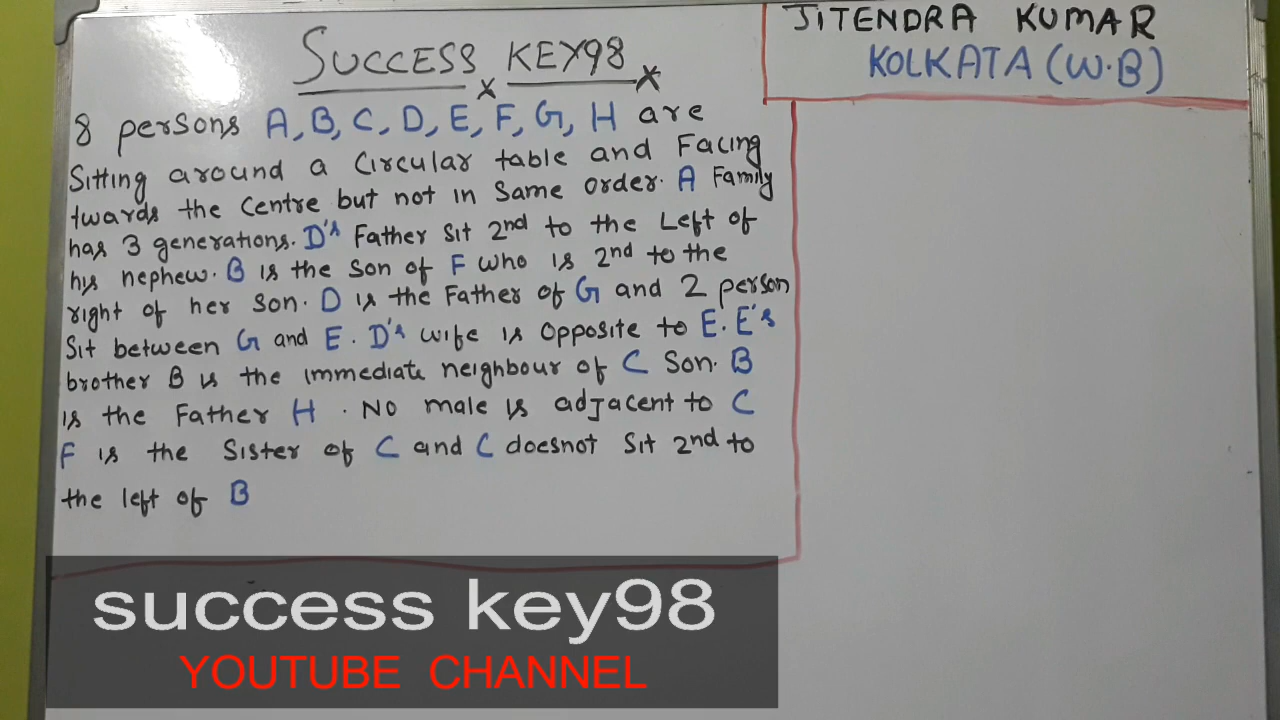 SUCCESS KEY98
JITENDRA KUMAR
KOLKATA (W.B)
8 persons A, B, C, D, E, F, G, H are
Sitting around a Circular table and Facing
twards the centre but not in same order. A Family
has 3 generations. D's Father sit 2nd to the Left of
his nephew. B is the son of F who is 2nd to the
right of her son. D is the Father of G and 2 person
sit between G and E. D's wife is opposite to E. E's
brother B is the immediate neighbour of C son. B
is the Father H. No male is adjacent to C
F is the sister of C and C doesnot sit 2nd to
the left of B
success key98
YOUTUBE CHANNEL